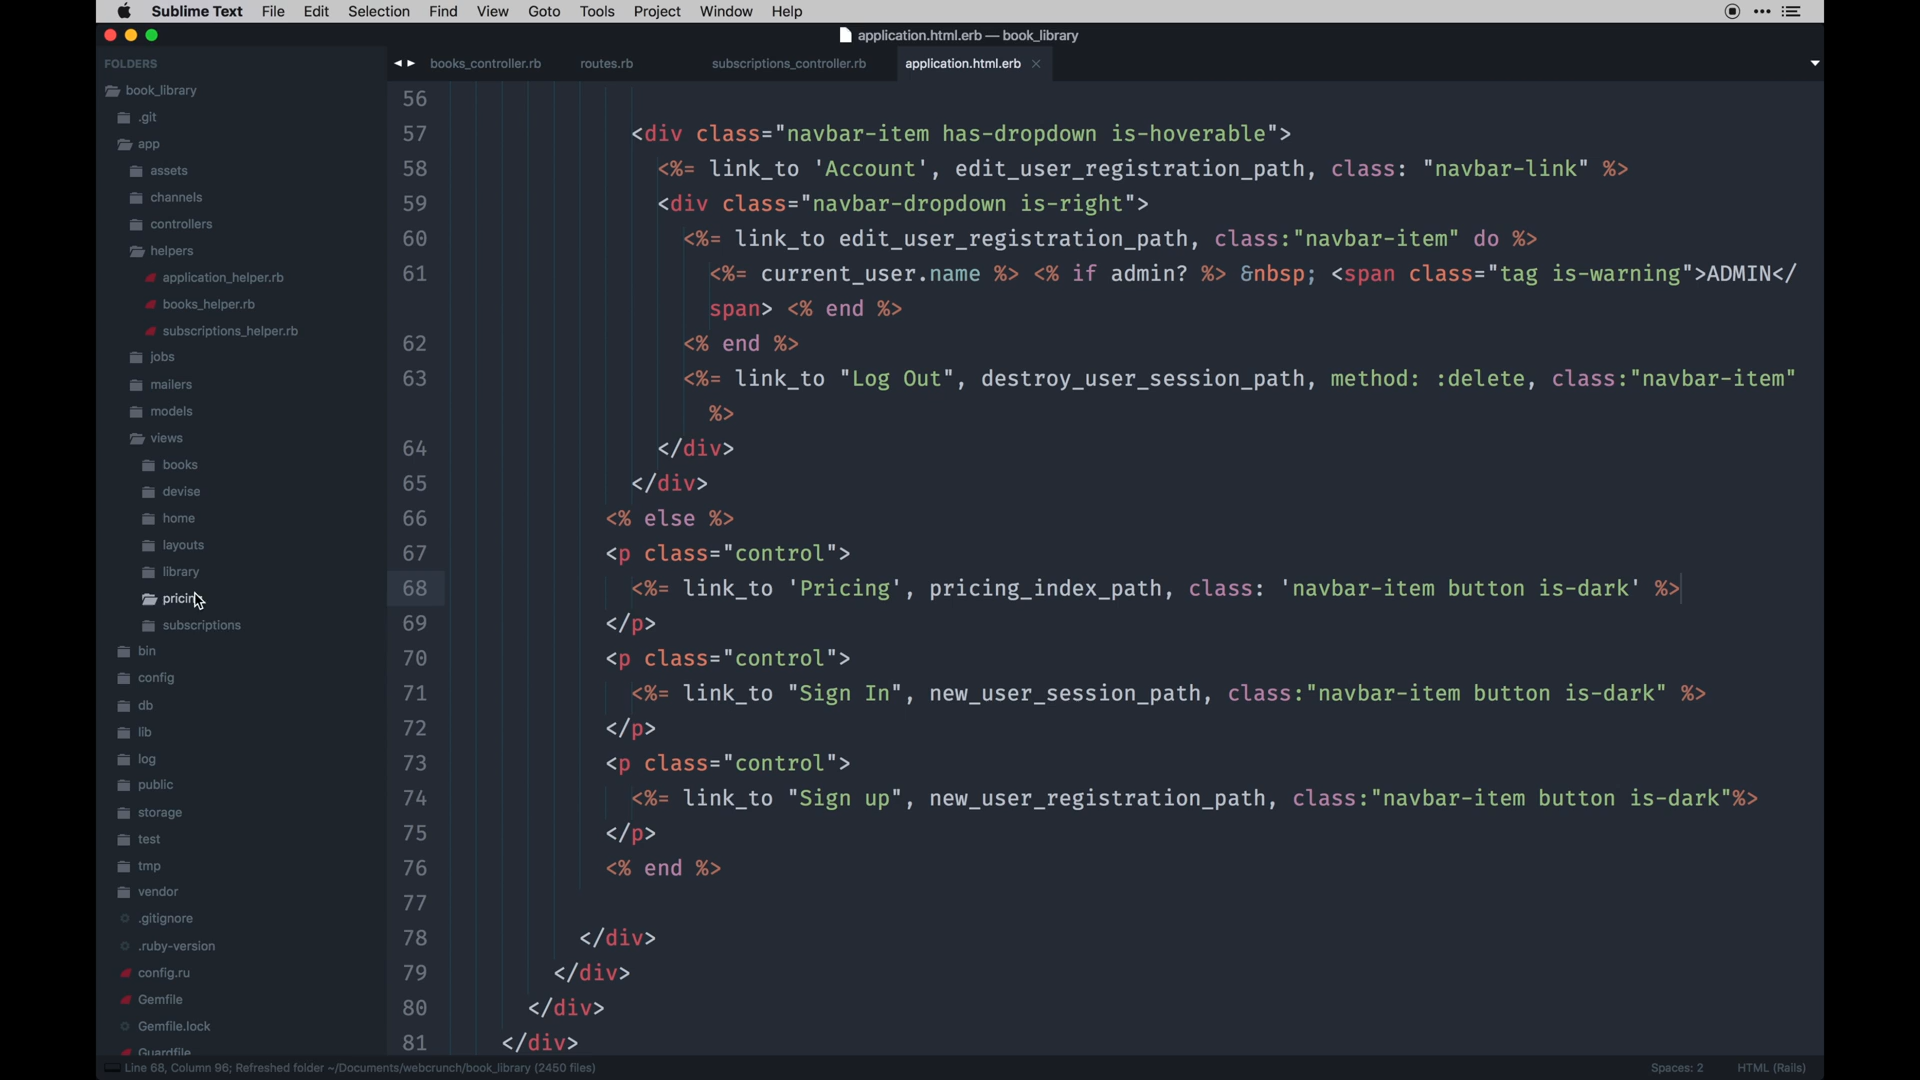 Sublime Text File Edit Selection Find View Goto Tools Project Window Help
application.html.erb — book_library
FOLDERS
book_library
.git
app
assets
channels
controllers
helpers
application_helper.rb
books_helper.rb
subscriptions_helper.rb
jobs
mailers
models
views
books
devise
home
layouts
library
pricing
subscriptions
bin
config
db
lib
log
public
storage
test
tmp
vendor
.gitignore
.ruby-version
config.ru
Gemfile
Gemfile.lock
Guardfile
books_controller.rb routes.rb subscriptions_controller.rb application.html.erb ×
56
57 <div class="navbar-item has-dropdown is-hoverable">
58 <%= link_to 'Account', edit_user_registration_path, class: "navbar-link" %>
59 <div class="navbar-dropdown is-right">
60 <%= link_to edit_user_registration_path, class:"navbar-item" do %>
61 <%= current_user.name %> <% if admin? %> &nbsp; <span class="tag is-warning">ADMIN</
span> <% end %>
62 <% end %>
63 <%= link_to "Log Out", destroy_user_session_path, method: :delete, class:"navbar-item"
%>
64 </div>
65 </div>
66 <% else %>
67 <p class="control">
68 <%= link_to 'Pricing', pricing_index_path, class: 'navbar-item button is-dark' %>
69 </p>
70 <p class="control">
71 <%= link_to "Sign In", new_user_session_path, class:"navbar-item button is-dark" %>
72 </p>
73 <p class="control">
74 <%= link_to "Sign up", new_user_registration_path, class:"navbar-item button is-dark"%>
75 </p>
76 <% end %>
77
78 </div>
79 </div>
80 </div>
81 </div>
Line 68, Column 96; Refreshed folder ~/Documents/webcrunch/book_library (2450 files) Spaces: 2 HTML (Rails)